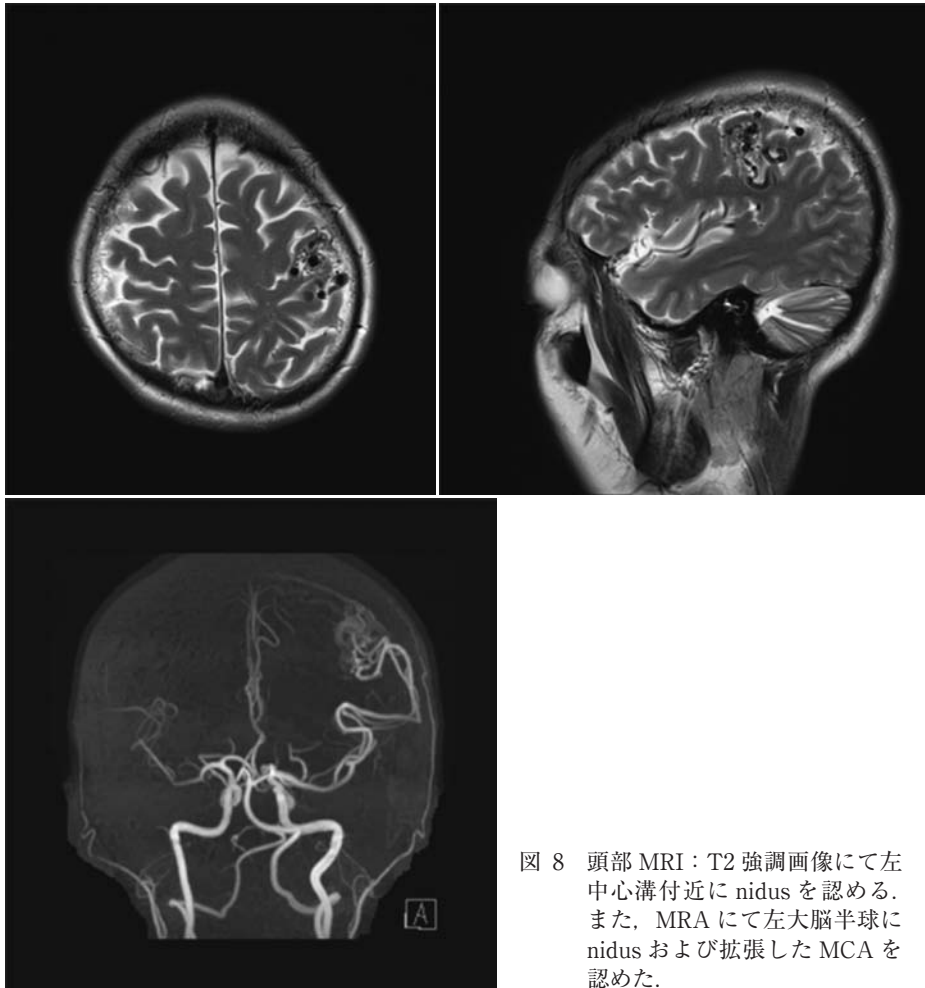 A
図 8 頭部 MRI：T2 強調画像にて左
中心溝付近に nidus を認める．
また，MRA にて左大脳半球に
nidus および拡張した MCA を
認めた．